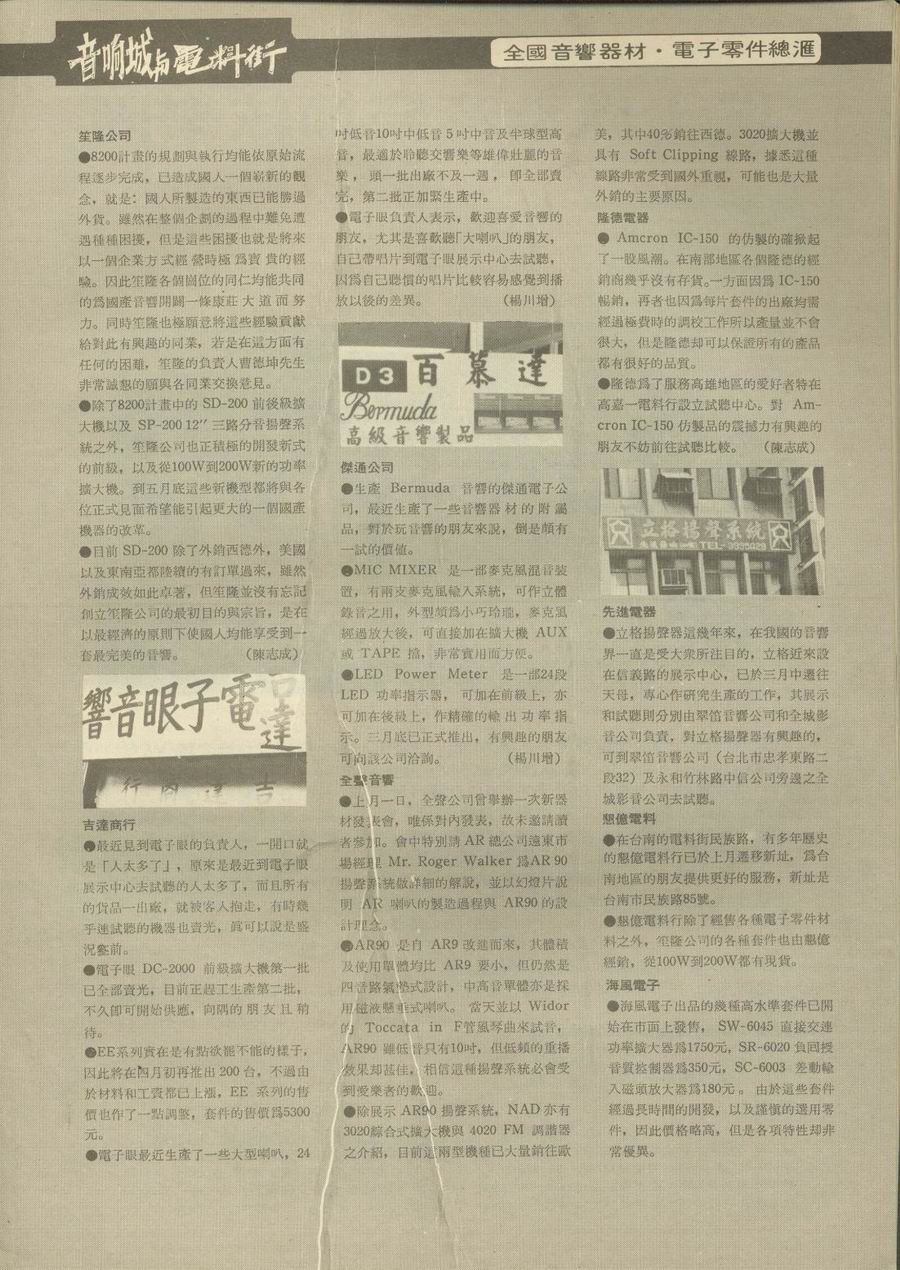 音响城与電料街
全國音響器材・電子零件總滙
笙隆公司
●8200計畫的規劃與執行均能依原始流
程逐步完成，已造成國人一個嶄新的觀
念，就是：國人所製造的東西已能勝過
外貨。雖然在整個企劃的過程中難免遭
遇種種困擾，但是這些困擾也就是將來
以一個企業方式經營時極爲寶貴的經
驗。因此笙隆各個崗位的同仁均能共同
的爲國產音響開闢一條康莊大道而努
力。同時笙隆也極願意將這些經驗貢獻
給對此有興趣的同業，若是在這方面有
任何的困難，笙隆的負責人曹德坤先生
非常誠懇的願與各同業交換意見。
●除了8200計畫中的 SD-200 前後級擴
大機以及 SP-200 12″ 三路分音揚聲系
統之外，笙隆公司也正積極的開發新式
的前級，以及從100W到200W新的功率
擴大機。到五月底這些新機型都將與各
位正式見面希望能引起更大的一個國產
機器的改革。
●目前 SD-200 除了外銷西德外，美國
以及東南亞都陸續的有訂單過來，雖然
外銷成效如此卓著，但笙隆並沒有忘記
創立笙隆公司的最初目的與宗旨，是在
以最經濟的原則下使國人均能享受到一
套最完美的音響。（陳志成）
響音眼子電
吉達
行商達吉
吉達商行
●最近見到電子眼的負責人，一開口就
是「人太多了」，原來是最近到電子眼
展示中心去試聽的人太多了，而且所有
的貨品一出廠，就被客人抱走，有時幾
乎連試聽的機器也賣光，眞可以說是盛
況空前。
●電子眼 DC-2000 前級擴大機第一批
已全部賣光，目前正趕工生產第二批，
不久即可開始供應，向隅的朋友且稍
待。
●EE系列實在是有點欲罷不能的樣子，
因此將在四月初再推出 200 台，不過由
於材料和工資都已上漲，EE 系列的售
價也作了一點調整，套件的售價爲5300
元。
●電子眼最近生產了一些大型喇叭，24
吋低音10吋中低音 5 吋中音及半球型高
音，最適於聆聽交響樂等雄偉壯麗的音
樂，頭一批出廠不及一週，卽全部賣
完，第二批正加緊生產中。
●電子眼負責人表示，歡迎喜愛音響的
朋友，尤其是喜歡聽「大喇叭」的朋友，
自己帶唱片到電子眼展示中心去試聽，
因爲自己聽慣的唱片比較容易感覺到播
放以後的差異。（楊川增）
D3 百慕達
Bermuda
高級音響製品
傑通公司
●生產 Bermuda 音響的傑通電子公
司，最近生產了一些音響器材的附屬
品，對於玩音響的朋友來說，倒是頗有
一試的價值。
●MIC MIXER 是一部麥克風混音裝
置，有兩支麥克風輸入系統，可作立體
錄音之用，外型頗爲小巧玲瓏，麥克風
經過放大後，可直接加在擴大機 AUX
或 TAPE 擋，非常實用而方便。
●LED Power Meter 是一部24段
LED 功率指示器，可加在前級上，亦
可加在後級上，作精確的輸出功率指
示。三月底已正式推出，有興趣的朋友
可向該公司洽詢。（楊川增）
全聲音響
●上月一日，全聲公司曾舉辦一次新器
材發表會，唯係對內發表，故未邀請讀
者參加。會中特別請 AR 總公司遠東市
場經理 Mr. Roger Walker 爲AR 90
揚聲系統做詳細的解說，並以幻燈片說
明 AR 喇叭的製造過程與 AR90 的設
計理念。
●AR90 是自 AR9 改進而來，其體積
及使用單體均比 AR9 要小，但仍然是
四音路氣墊式設計，中高音單體亦是採
用磁液懸垂式喇叭。當天並以 Widor
的 Toccata in F管風琴曲來試音，
AR90 雖低音只有10吋，但低頻的重播
效果却甚佳，相信這種揚聲系統必會受
到愛樂者的歡迎。
●除展示 AR90 揚聲系統，NAD 亦有
3020綜合式擴大機與 4020 FM 調諧器
之介紹，目前這兩型機種已大量銷往歐
美，其中40%銷往西德。3020擴大機並
具有 Soft Clipping 線路，據悉這種
線路非常受到國外重視，可能也是大量
外銷的主要原因。
隆德電器
● Amcron IC-150 的仿製的確掀起
了一股風潮。在南部地區各個隆德的經
銷商幾乎沒有存貨。一方面因爲 IC-150
暢銷，再者也因爲每片套件的出廠均需
經過極費時的調校工作所以產量並不會
很大，但是隆德却可以保證所有的產品
都有很好的品質。
●隆德爲了服務高雄地區的愛好者特在
高嘉一電料行設立試聽中心。對 Am-
cron IC-150 仿製品的震撼力有興趣的
朋友不妨前往試聽比較。（陳志成）
立格揚聲系統
先進電器
●立格揚聲器這幾年來，在我國的音響
界一直是受大衆所注目的，立格近來設
在信義路的展示中心，已於三月中遷往
天母，專心作研究生產的工作，其展示
和試聽則分別由翠笛音響公司和全城影
音公司負責，對立格揚聲器有興趣的，
可到翠笛音響公司（台北市忠孝東路二
段32）及永和竹林路中信公司旁邊之全
城影音公司去試聽。
懇億電料
●在台南的電料街民族路，有多年歷史
的懇億電料行已於上月遷移新址，爲台
南地區的朋友提供更好的服務，新址是
台南市民族路85號。
●懇億電料行除了經售各種電子零件材
料之外，笙隆公司的各種套件也由懇億
經銷，從100W到200W都有現貨。
海風電子
●海風電子出品的幾種高水準套件已開
始在市面上發售，SW-6045 直接交連
功率擴大器爲1750元，SR-6020 負回授
音質控制器爲350元，SC-6003 差動輸
入磁頭放大器爲180元。由於這些套件
經過長時間的開發，以及謹愼的選用零
件，因此價格略高，但是各項特性却非
常優異。